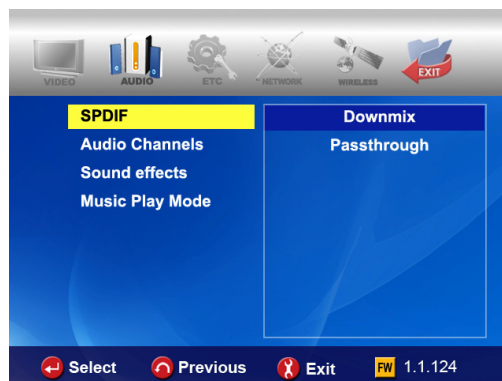 VIDEO AUDIO ETC NETWORK WIRELESS EXIT
SPDIF Downmix
Audio Channels Passthrough
Sound effects
Music Play Mode
Select Previous Exit FW 1.1.124